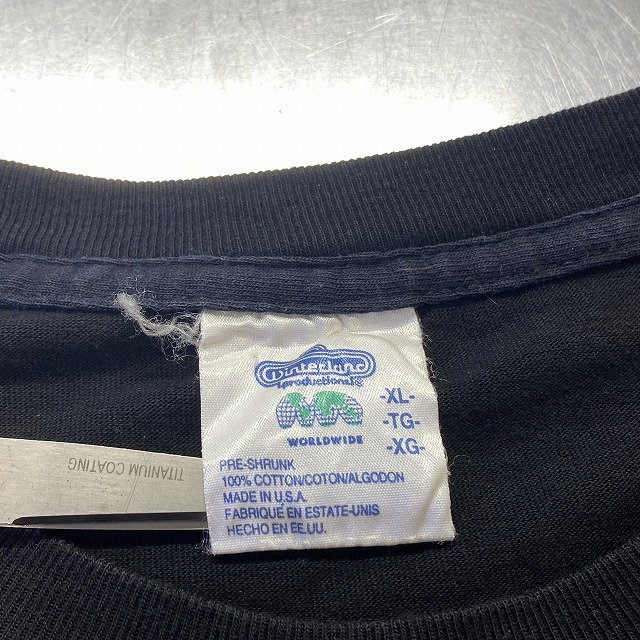 Winterland
productions®
WORLDWIDE
-XL-
-TG-
-XG-
PRE-SHRUNK
100% COTTON/COTON/ALGODON
MADE IN U.S.A.
FABRIQUÉ EN ESTATE-UNIS
HECHO EN EE.UU.
TITANIUM COATING